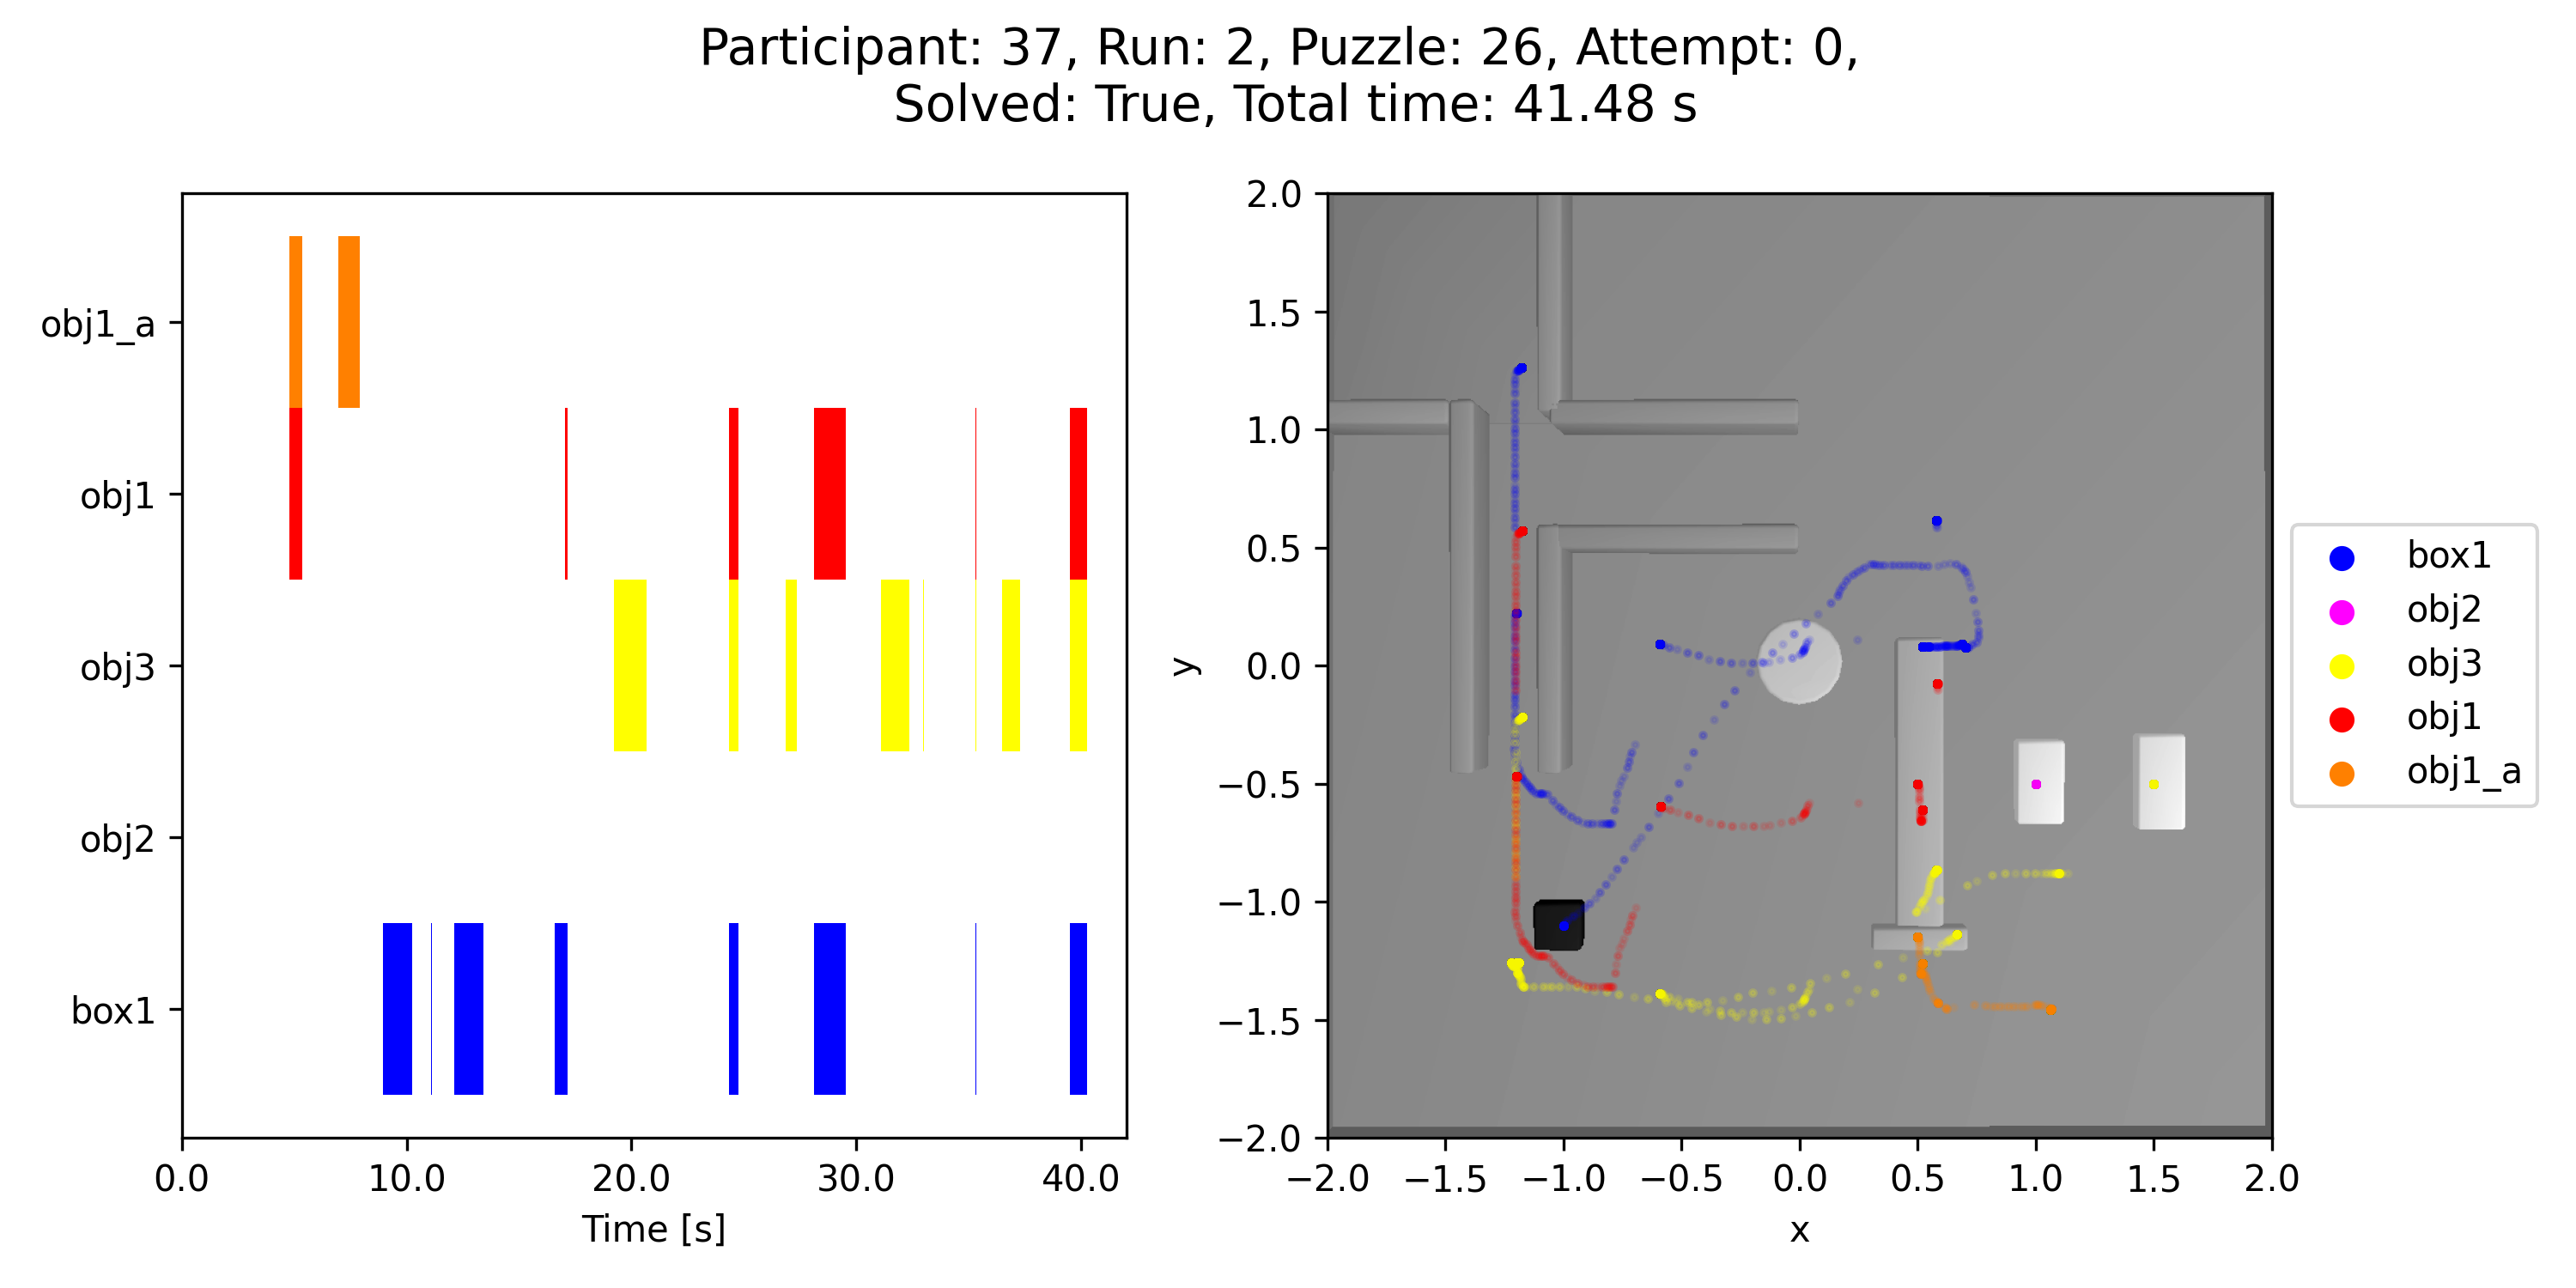 Participant: 37, Run: 2, Puzzle: 26, Attempt: 0,
Solved: True, Total time: 41.48 s
obj1_a
obj1
obj3
obj2
box1
0.0 10.0 20.0 30.0 40.0
Time [s]
2.0
1.5
1.0
0.5
0.0
−0.5
−1.0
−1.5
−2.0
y
−2.0 −1.5 −1.0 −0.5 0.0 0.5 1.0 1.5 2.0
x
box1
obj2
obj3
obj1
obj1_a